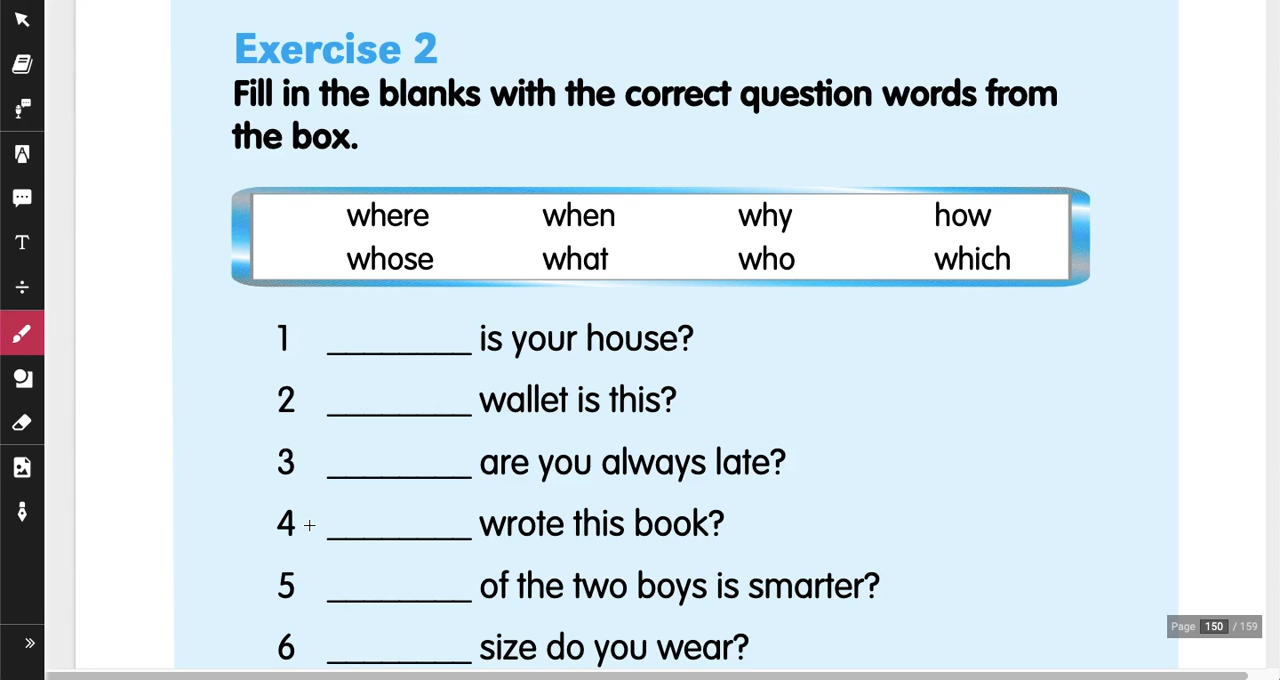 Exercise 2
Fill in the blanks with the correct question words from
the box.
where when why how
whose what who which
1 ________ is your house?
2 ________ wallet is this?
3 ________ are you always late?
4 ________ wrote this book?
5 ________ of the two boys is smarter?
6 ________ size do you wear?
Page 150 / 159